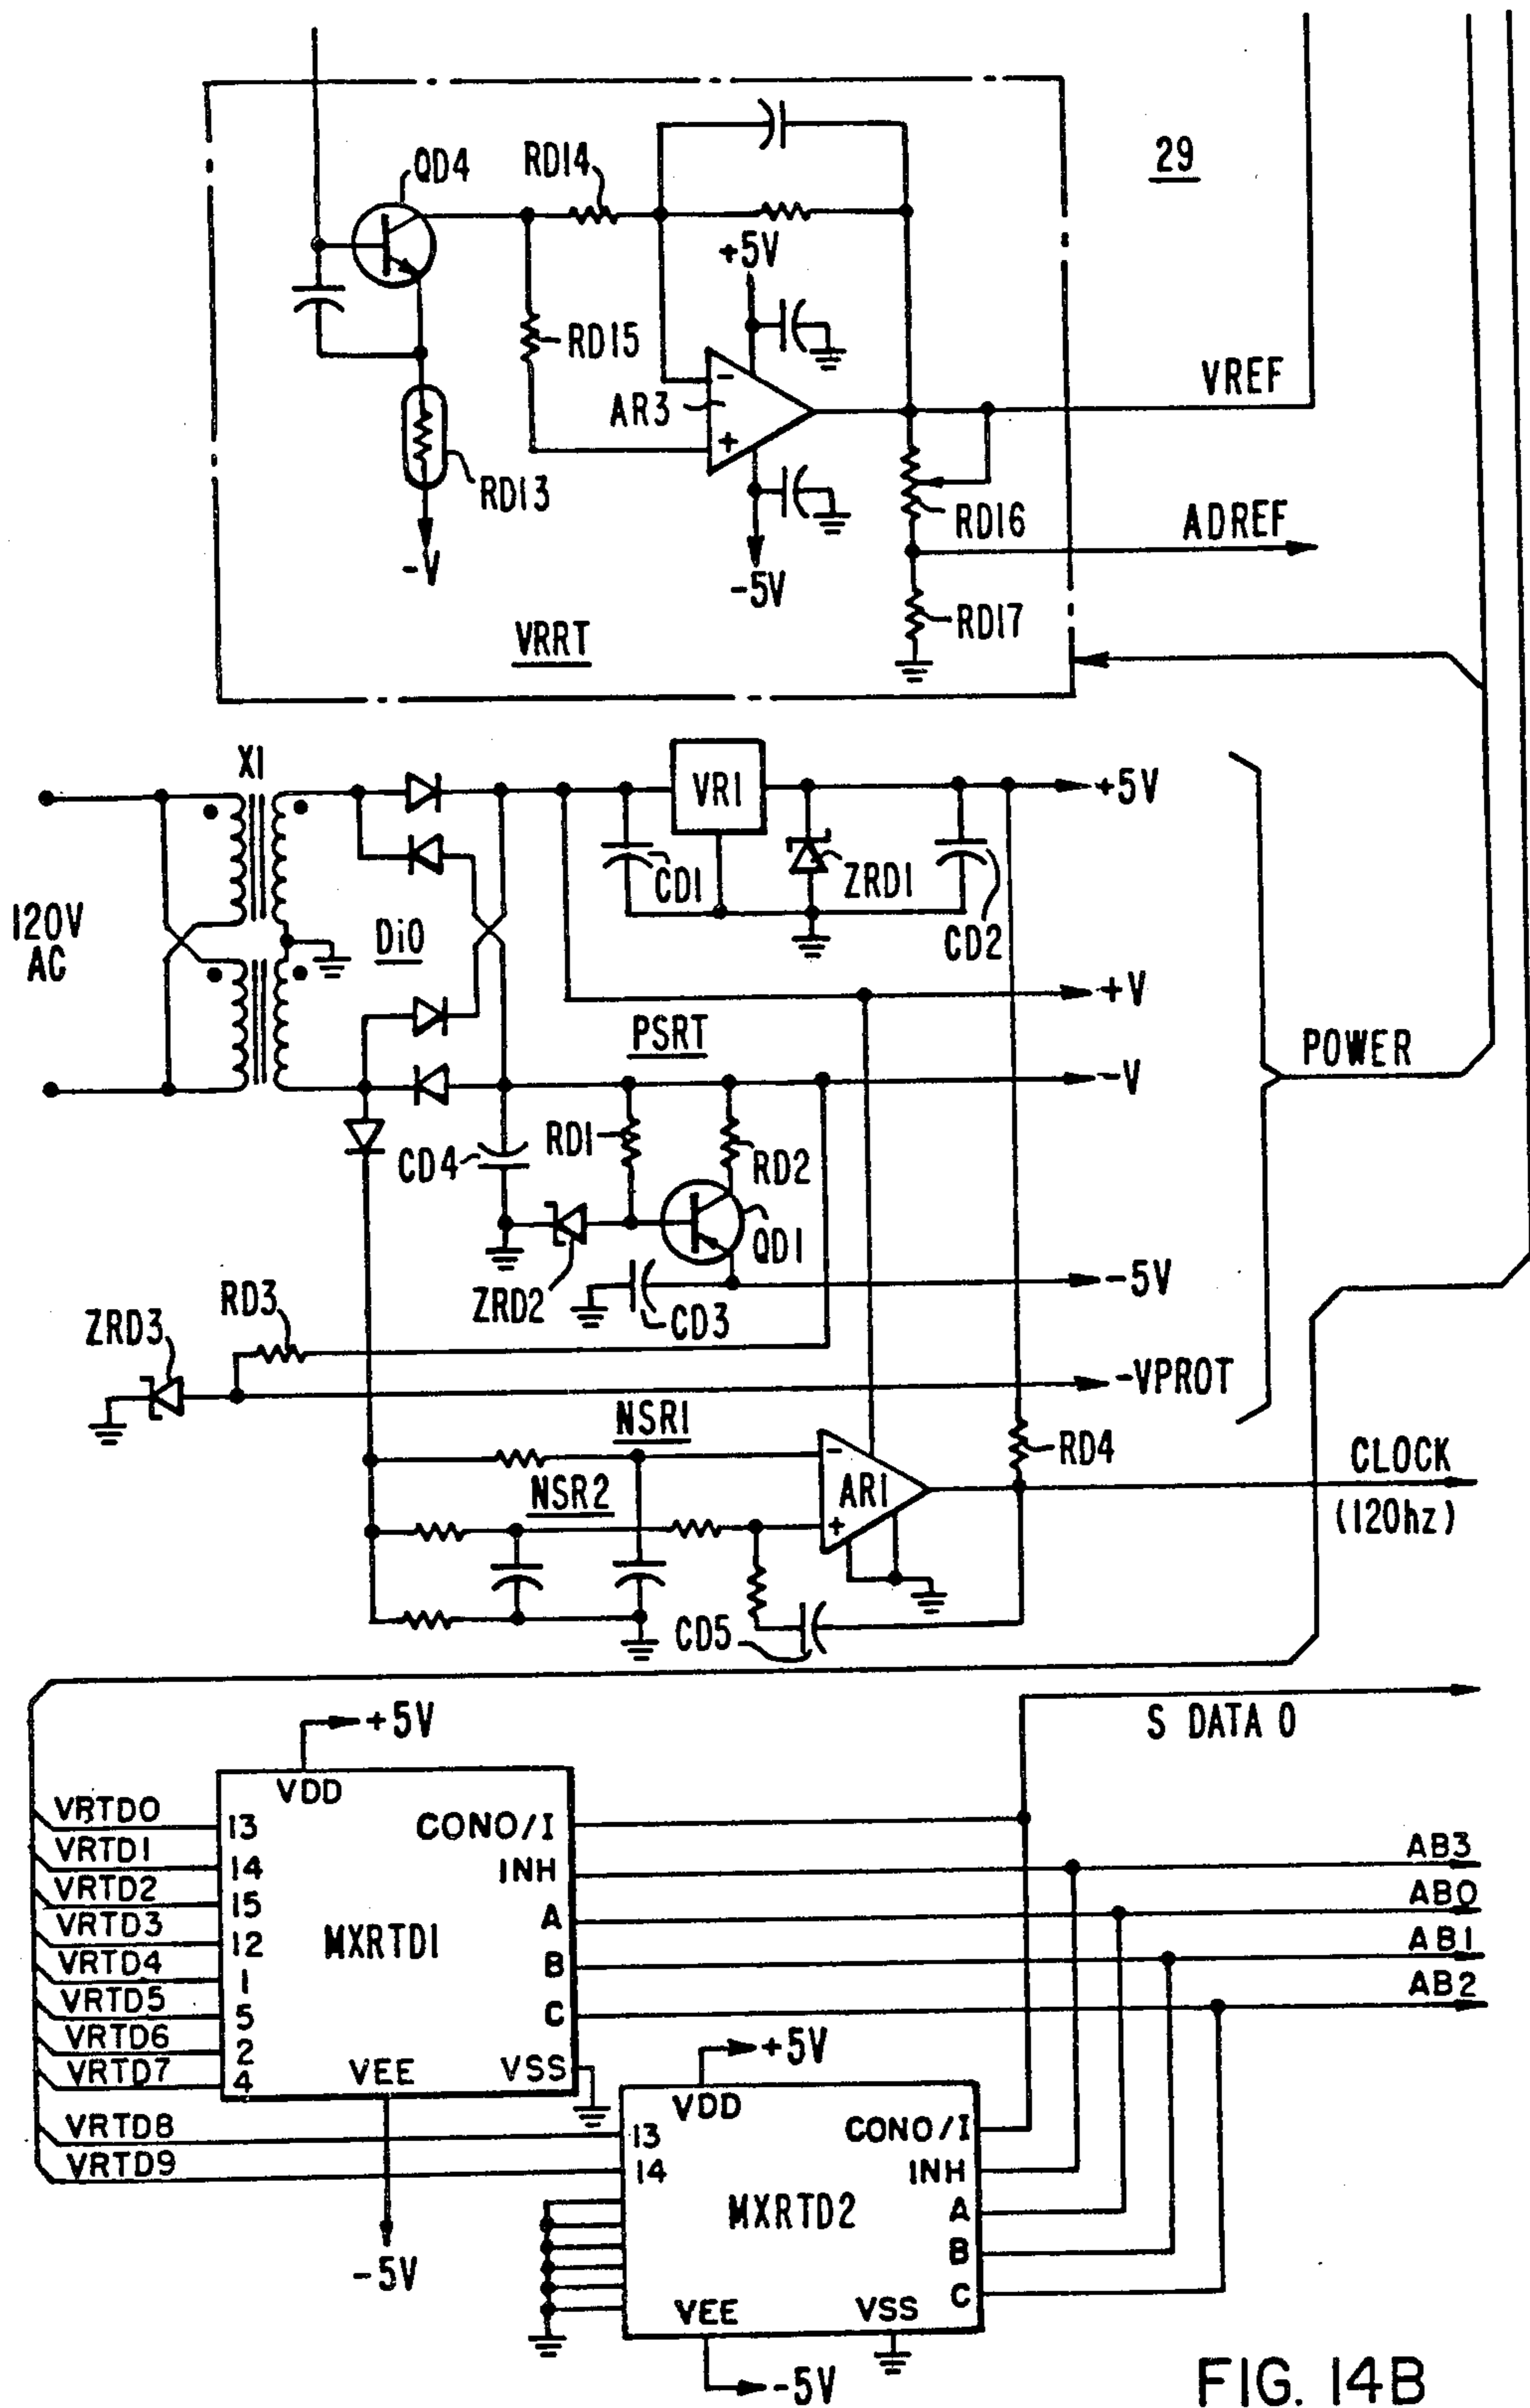 QD4
RD14
29
+5V
RD15
AR3
-
+
VREF
RD13
-V
-5V
RD16
ADREF
RD17
VRRT
X1
VR1
+5V
120V
AC
DiO
CD1
ZRD1
CD2
+V
PSRT
POWER
-V
CD4
RD1
RD2
QD1
ZRD2
CD3
-5V
RD3
ZRD3
-VPROT
NSR1
-
RD4
CLOCK
(120hz)
NSR2
AR1
+
CD5
S DATA 0
+5V
VDD
VRTD0
13
CONO/I
VRTD1
14
INH
AB3
VRTD2
15
A
AB0
VRTD3
12
MXRTD1
VRTD4
1
B
AB1
VRTD5
5
C
AB2
VRTD6
2
VRTD7
4
VEE
VSS
+5V
VDD
VRTD8
13
CONO/I
VRTD9
14
INH
MXRTD2
A
B
C
-5V
VEE
VSS
-5V
FIG. 14B